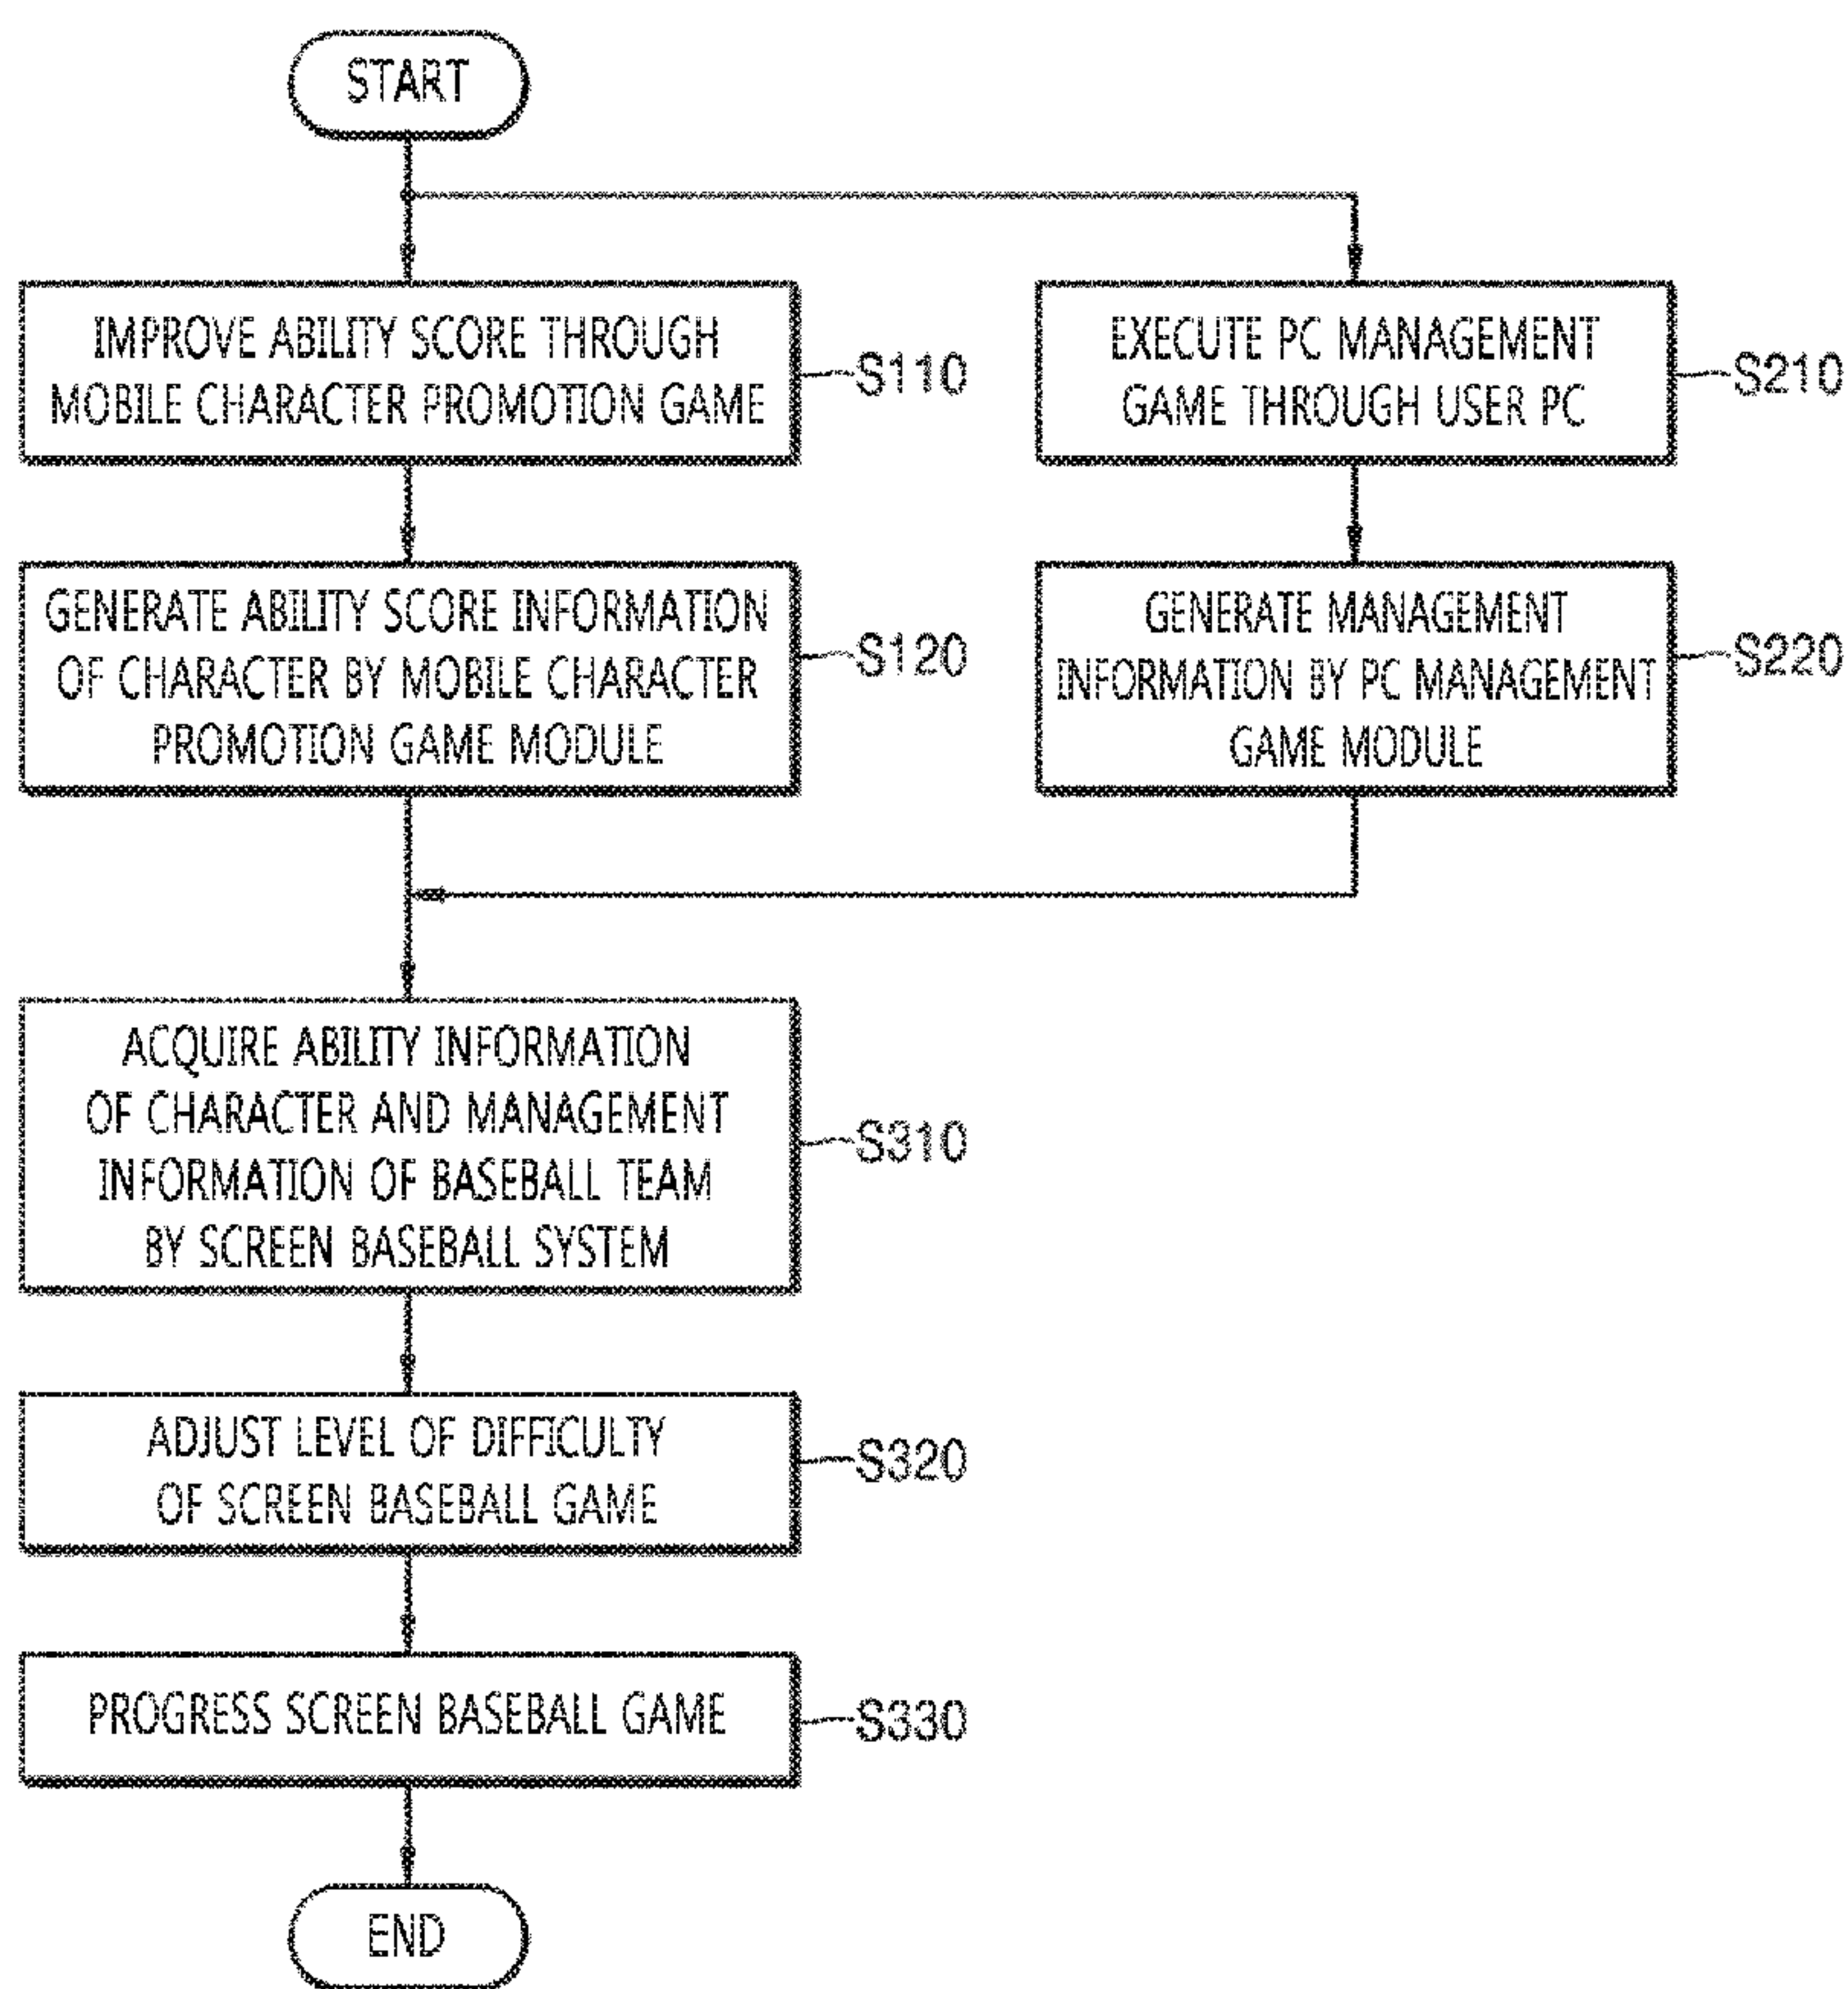 START
IMPROVE ABILITY SCORE THROUGH
MOBILE CHARACTER PROMOTION GAME
S110
EXECUTE PC MANAGEMENT
GAME THROUGH USER PC
S210
GENERATE ABILITY SCORE INFORMATION
OF CHARACTER BY MOBILE CHARACTER
PROMOTION GAME MODULE
S120
GENERATE MANAGEMENT
INFORMATION BY PC MANAGEMENT
GAME MODULE
S220
ACQUIRE ABILITY INFORMATION
OF CHARACTER AND MANAGEMENT
INFORMATION OF BASEBALL TEAM
BY SCREEN BASEBALL SYSTEM
S310
ADJUST LEVEL OF DIFFICULTY
OF SCREEN BASEBALL GAME
S320
PROGRESS SCREEN BASEBALL GAME
S330
END